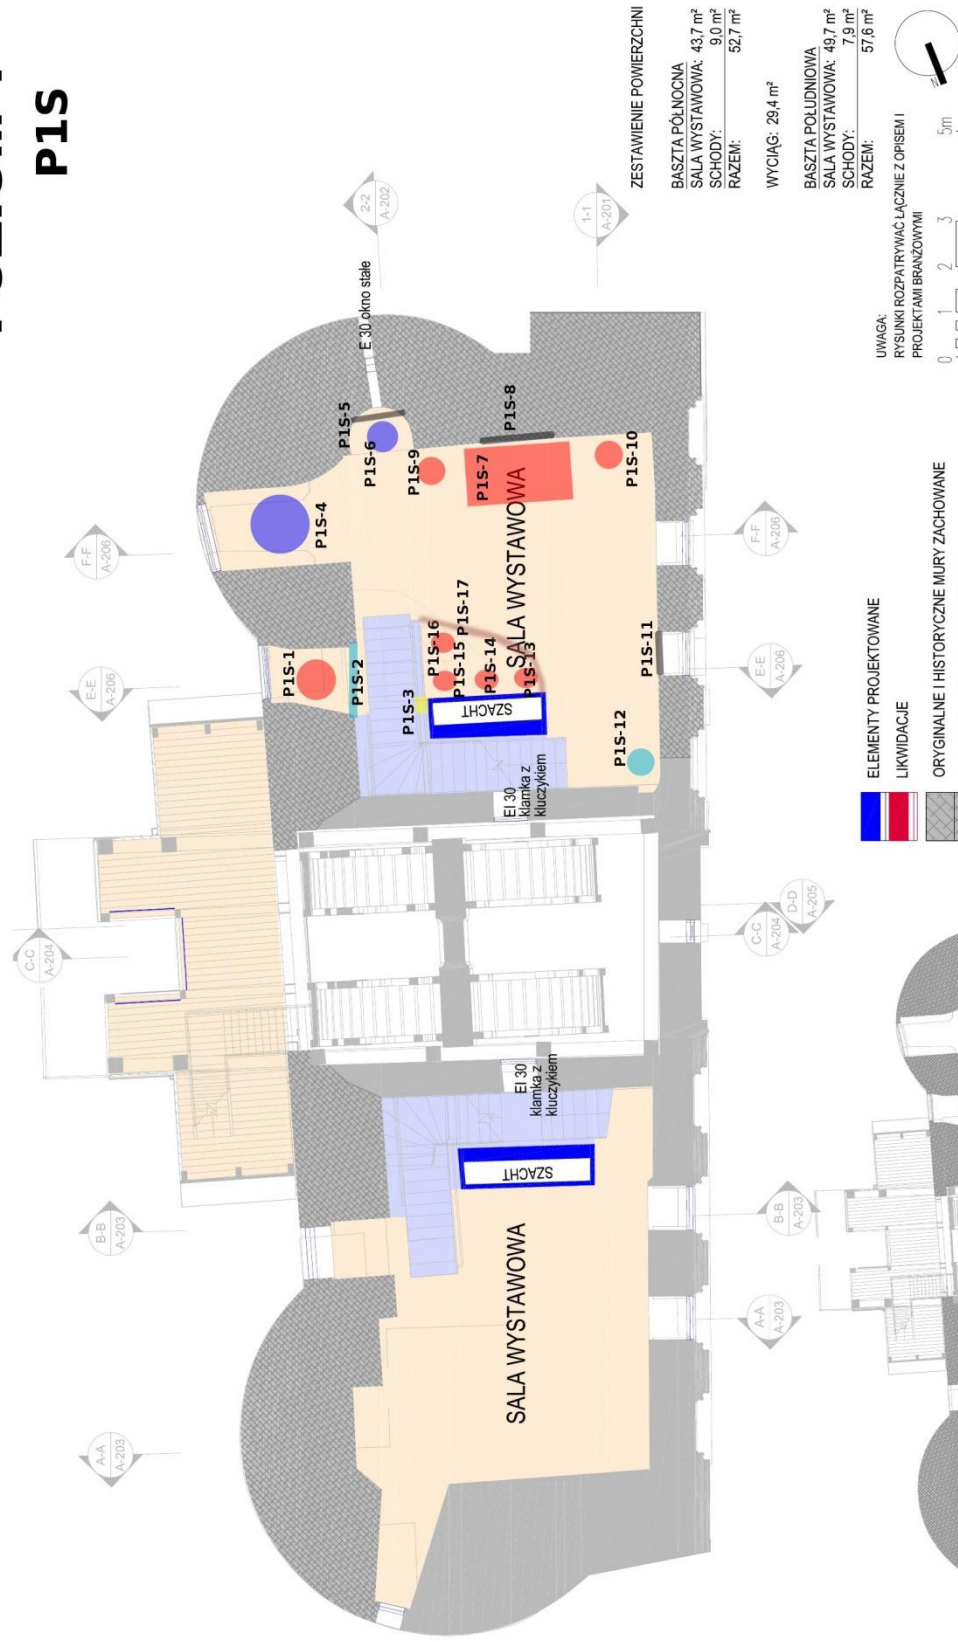 P1S
2-2
A-202
1-1
A-201
E 30 okno stałe
F-F
A-206
E-E
A-206
C-C
A-204
B-B
A-203
A-A
A-203
P1S-1
P1S-2
P1S-3
P1S-4
P1S-5
P1S-6
P1S-9
P1S-7
P1S-8
P1S-10
P1S-16
P1S-17
P1S-15
P1S-14
P1S-13
P1S-11
P1S-12
SALA WYSTAWOWA
SZACHT
EI 30
klamka z
kluczykiem
EI 30
klamka z
kluczykiem
SZACHT
SALA WYSTAWOWA
F-F
A-206
E-E
A-206
D-D
A-205
C-C
A-204
B-B
A-203
A-A
A-203
ZESTAWIENIE POWIERZCHNI
BASZTA PÓŁNOCNA
SALA WYSTAWOWA: 43,7 m²
SCHODY: 9,0 m²
RAZEM: 52,7 m²
WYCIĄG: 29,4 m²
BASZTA POŁUDNIOWA
SALA WYSTAWOWA: 49,7 m²
SCHODY: 7,9 m²
RAZEM: 57,6 m²
UWAGA:
RYSUNKI ROZPATRYWAĆ ŁĄCZNIE Z OPISEM I
PROJEKTAMI BRANŻOWYMI
N
0 1 2 3 5m
ELEMENTY PROJEKTOWANE
LIKWIDACJE
ORYGINALNE I HISTORYCZNE MURY ZACHOWANE